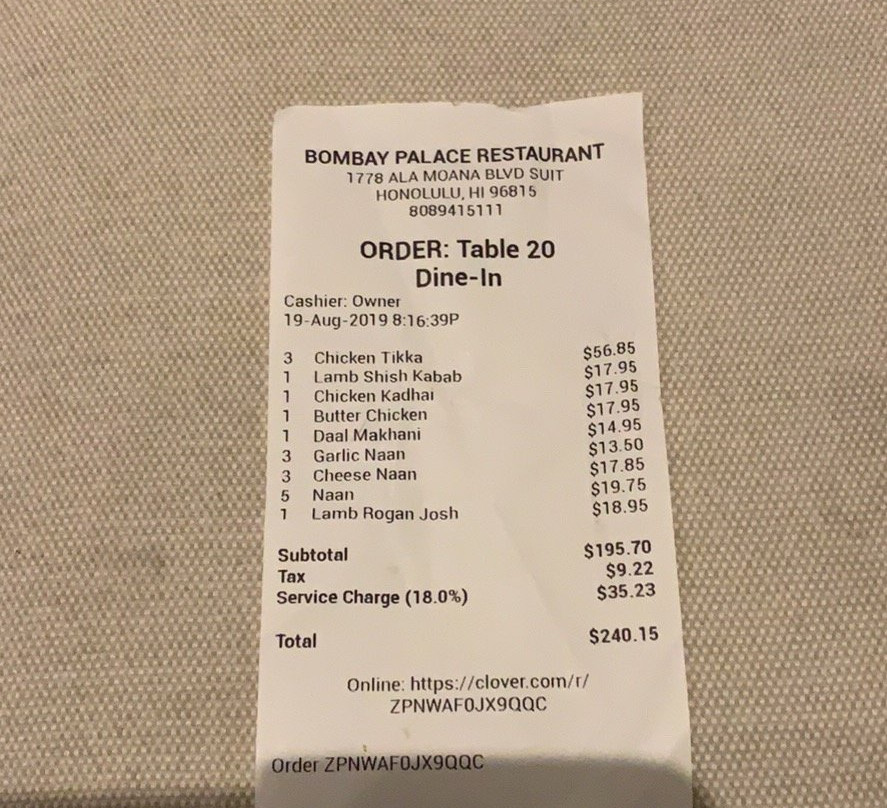 BOMBAY PALACE RESTAURANT
1778 ALA MOANA BLVD SUIT
HONOLULU, HI 96815
8089415111
ORDER: Table 20
Dine-In
Cashier: Owner
19-Aug-2019 8:16:39P
3 Chicken Tikka $56.85
1 Lamb Shish Kabab $17.95
1 Chicken Kadhai $17.95
1 Butter Chicken $17.95
1 Daal Makhani $14.95
3 Garlic Naan $13.50
3 Cheese Naan $17.85
5 Naan $19.75
1 Lamb Rogan Josh $18.95
Subtotal $195.70
Tax $9.22
Service Charge (18.0%) $35.23
Total $240.15
Online: https://clover.com/r/
ZPNWAF0JX9QQC
Order ZPNWAF0JX9QQC